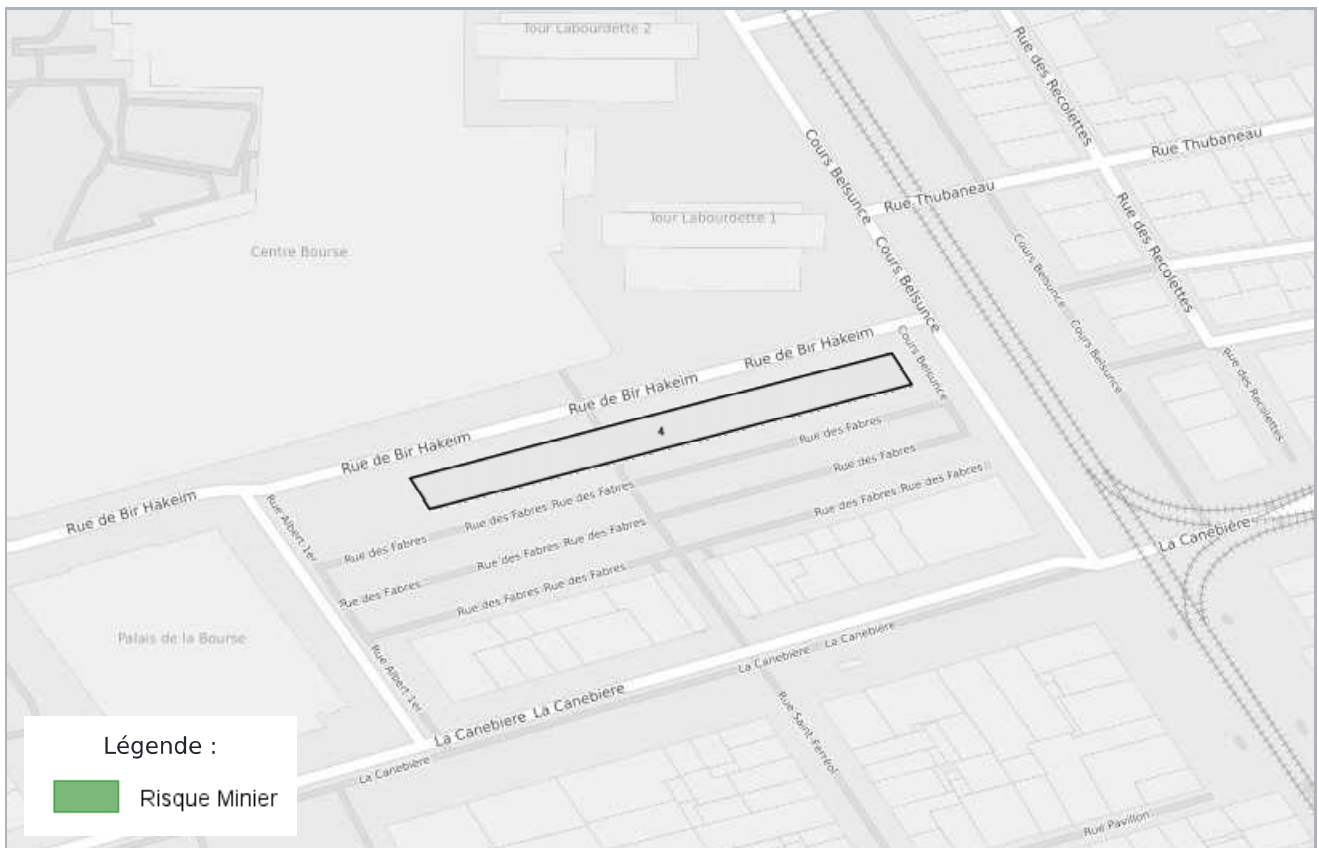 Tour Labourdette 2
Rue des Recolettes
Cours Belsunce
Rue Thubaneau
Rue Thubaneau
Tour Labourdette 1
Rue des Recolettes
Centre Bourse
Cours Belsunce
Cours Belsunce
Cours Belsunce
Cours Belsunce
Rue des Recolettes
Rue de Bir Hakeim
Rue de Bir Hakeim
Rue de Bir Hakeim
Rue de Bir Hakeim
4
Rue des Fabres
Rue des Fabres
Rue des Fabres
Rue des Fabres
Rue des Fabres
Rue des Fabres
Rue Albert 1er
Rue des Fabres
Rue des Fabres
Rue des Fabres
Rue des Fabres
Rue des Fabres
Rue des Fabres
Rue des Fabres
La Canebière
Palais de la Bourse
Rue Albert 1er
La Canebière
La Canebière
La Canebière
La Canebière
La Canebière
Rue Saint-Ferréol
Rue Pavillon
Légende :
Risque Minier